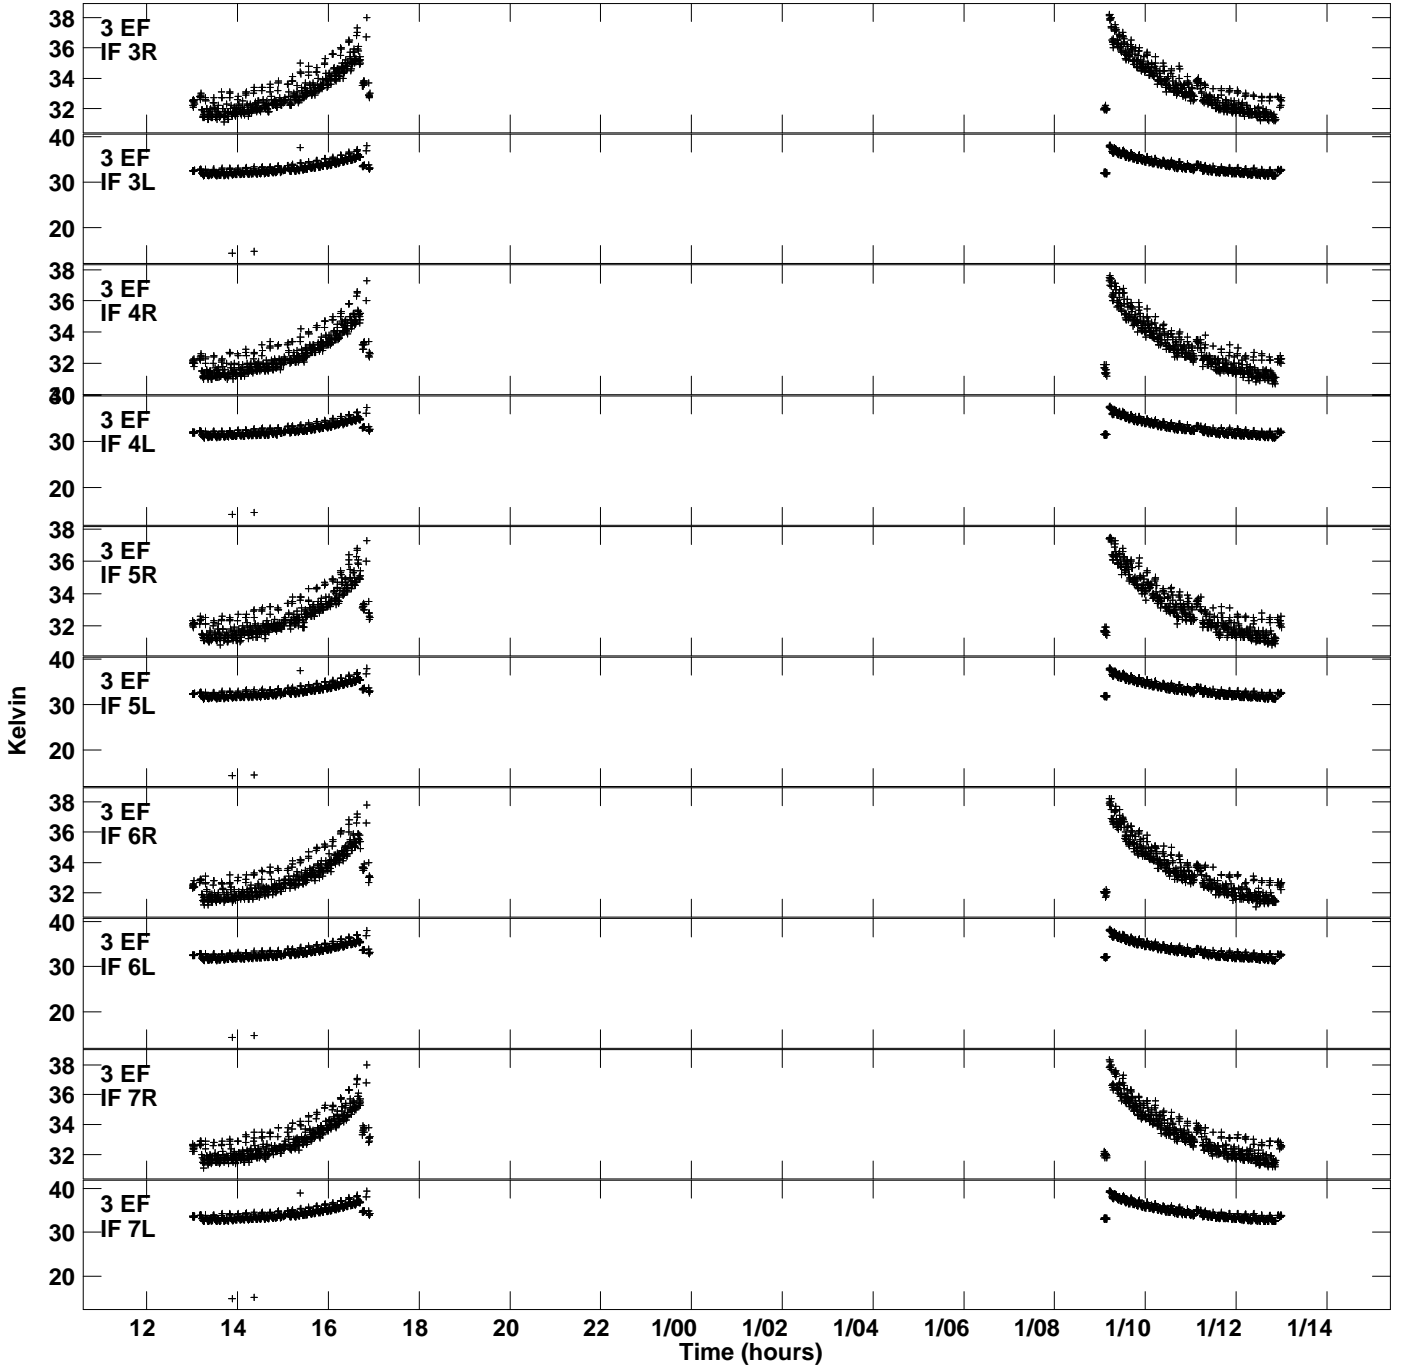 Kelvin
38
36
34
32
3 EF
IF 3R
40
30
20
3 EF
IF 3L
38
36
34
32
3 EF
IF 4R
30
40
30
20
3 EF
IF 4L
38
36
34
32
3 EF
IF 5R
40
30
20
3 EF
IF 5L
38
36
34
32
3 EF
IF 6R
40
30
20
3 EF
IF 6L
38
36
34
32
3 EF
IF 7R
40
30
20
3 EF
IF 7L
12 14 16 18 20 22 1/00 1/02 1/04 1/06 1/08 1/10 1/12 1/14
Time (hours)